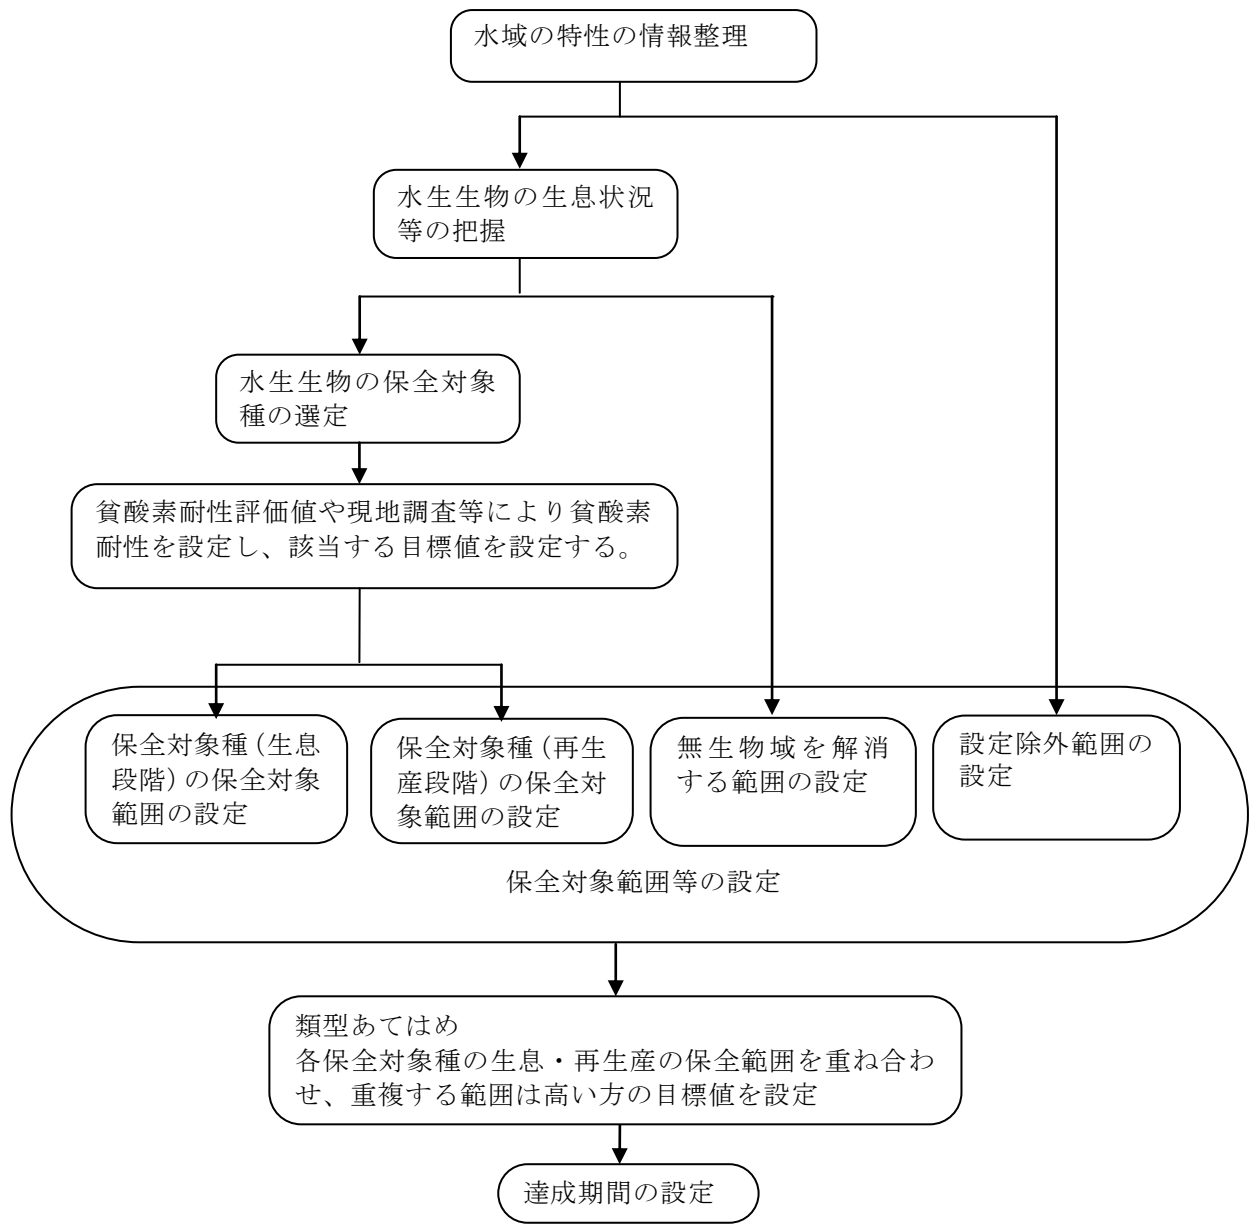 水域の特性の情報整理
水生生物の生息状況
等の把握
水生生物の保全対象
種の選定
貧酸素耐性評価値や現地調査等により貧酸素
耐性を設定し、該当する目標値を設定する。
保全対象種（生息
段階）の保全対象
範囲の設定
保全対象種（再生
産段階）の保全対
象範囲の設定
無生物域を解消
する範囲の設定
設定除外範囲の
設定
保全対象範囲等の設定
類型あてはめ
各保全対象種の生息・再生産の保全範囲を重ね合わ
せ、重複する範囲は高い方の目標値を設定
達成期間の設定